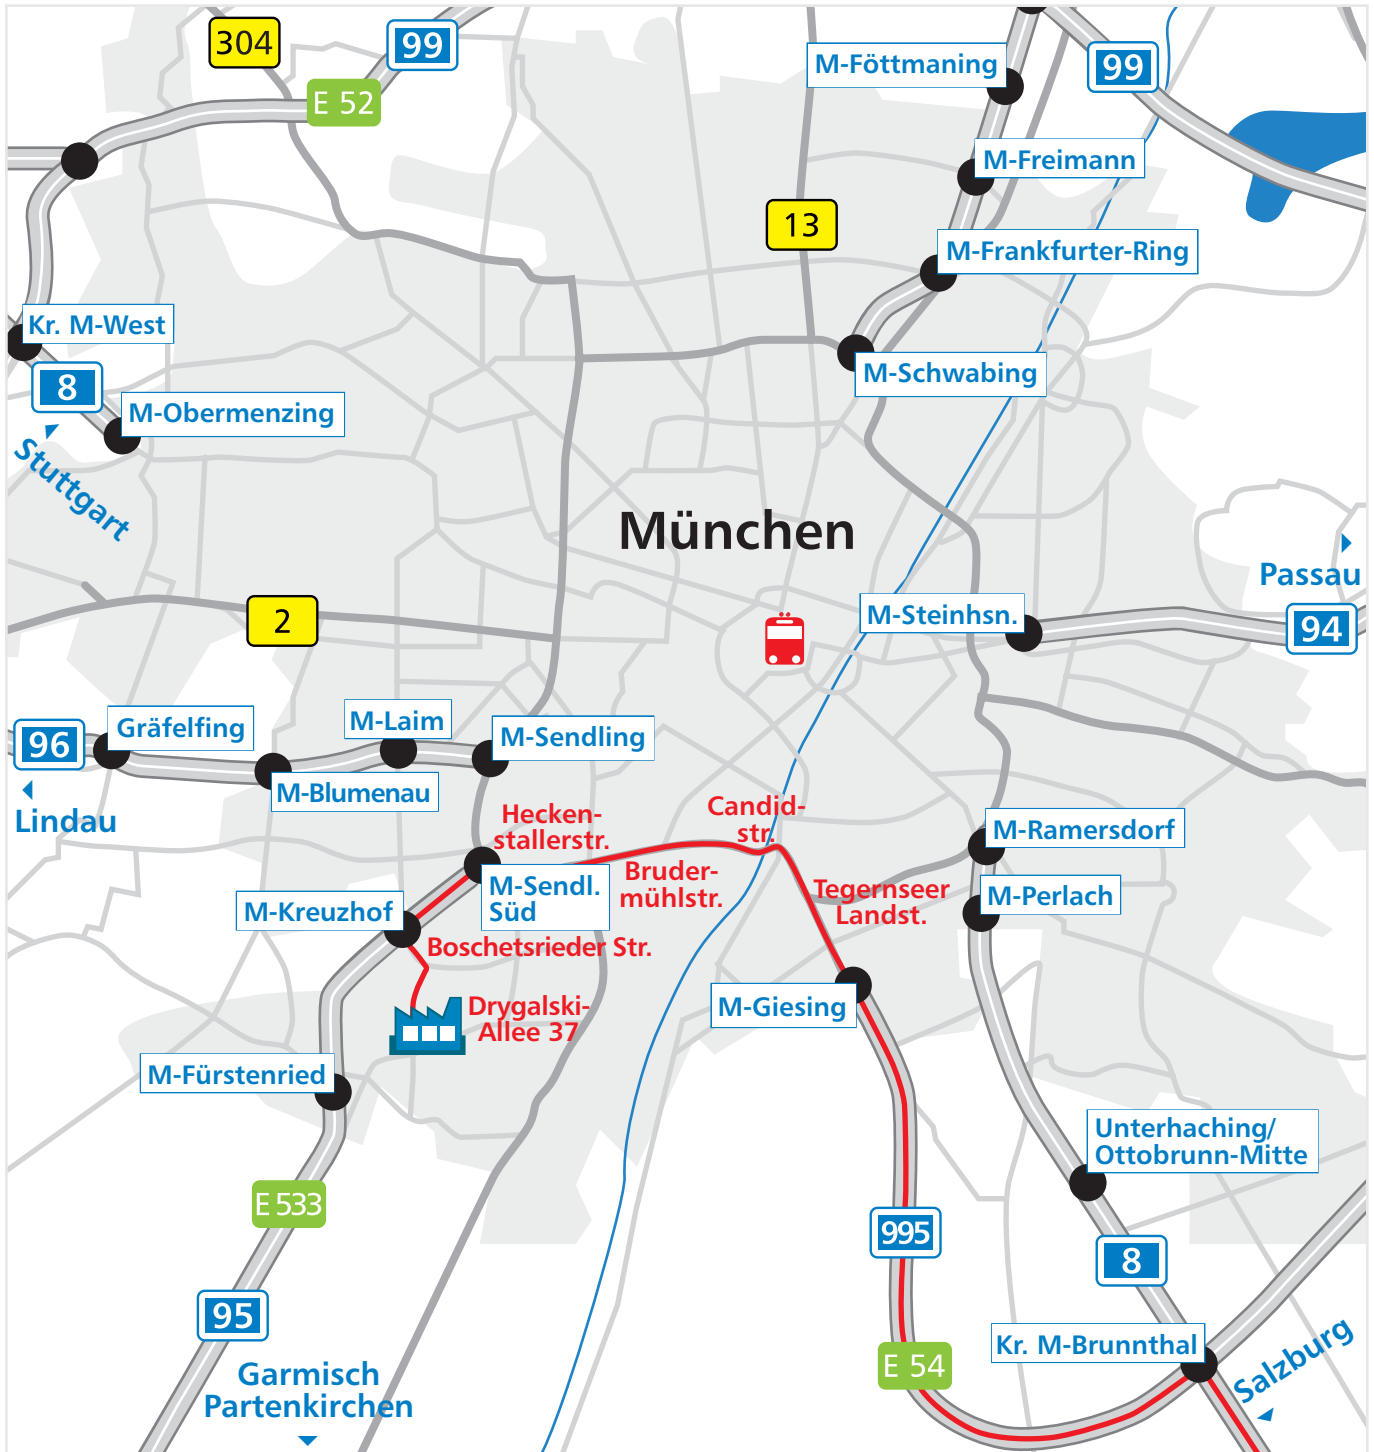 304
99
E 52
M-Föttmaning
99
M-Freimann
13
M-Frankfurter-Ring
Kr. M-West
8
M-Schwabing
M-Obermenzing
Stuttgart
München
Passau
M-Steinhsn.
94
2
Gräfelfing
M-Laim
M-Sendling
96
M-Blumenau
Lindau
Hecken-
stallerstr.
Candid-
str.
M-Ramersdorf
M-Sendl.
Süd
Bruder-
mühlstr.
Tegernseer
Landst.
M-Perlach
M-Kreuzhof
Boschetsrieder Str.
Drygalski-
Allee 37
M-Giesing
M-Fürstenried
Unterhaching/
Ottobrunn-Mitte
E 533
995
8
95
Kr. M-Brunnthal
E 54
Salzburg
Garmisch
Partenkirchen